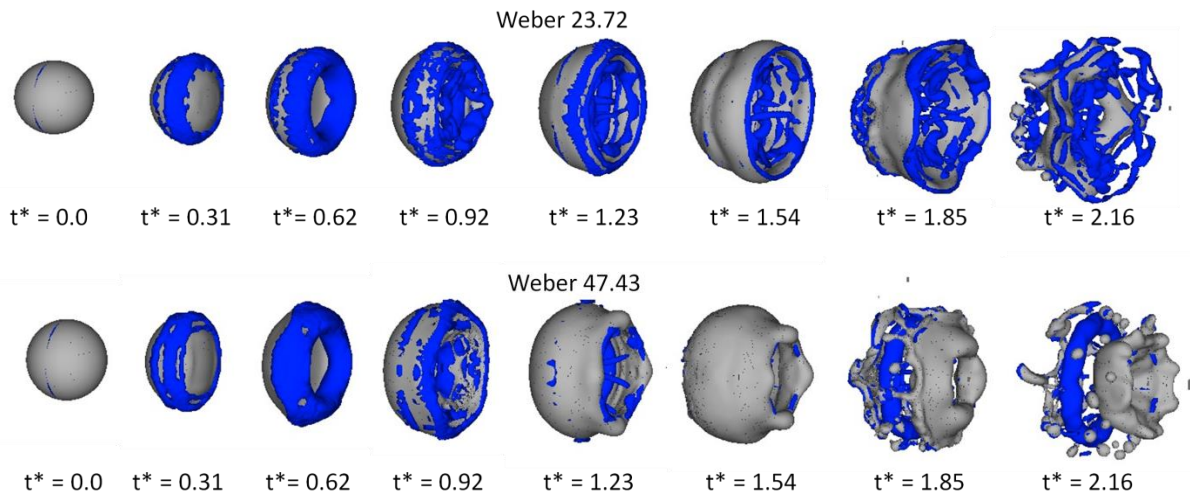 Weber 23.72
t* = 0.0 t* = 0.31 t*= 0.62 t* = 0.92 t* = 1.23 t* = 1.54 t* = 1.85 t* = 2.16
Weber 47.43
t* = 0.0 t* = 0.31 t* = 0.62 t* = 0.92 t* = 1.23 t* = 1.54 t* = 1.85 t* = 2.16